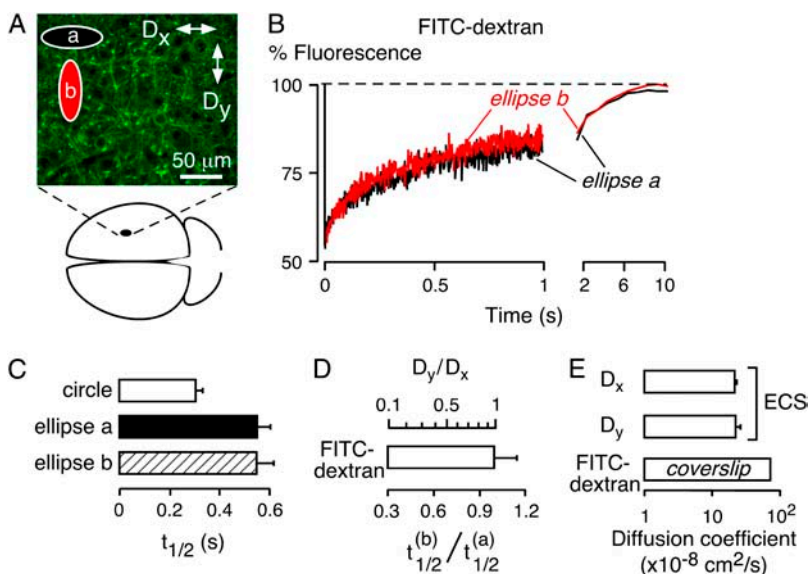 A
a
b
Dx
Dy
50 μm
B
FITC-dextran
% Fluorescence
100
75
50
ellipse b
ellipse a
0
0.5
1
2
6
10
Time (s)
C
circle
ellipse a
ellipse b
0
0.2
0.4
0.6
t1/2 (s)
D
Dy/Dx
0.1
0.5
1
FITC-
dextran
0.3
0.6
0.9
1.2
t1/2(b)/t1/2(a)
E
Dx
Dy
ECS
FITC-
dextran
coverslip
1
10
10²
Diffusion coefficient
(x10⁻⁸ cm²/s)